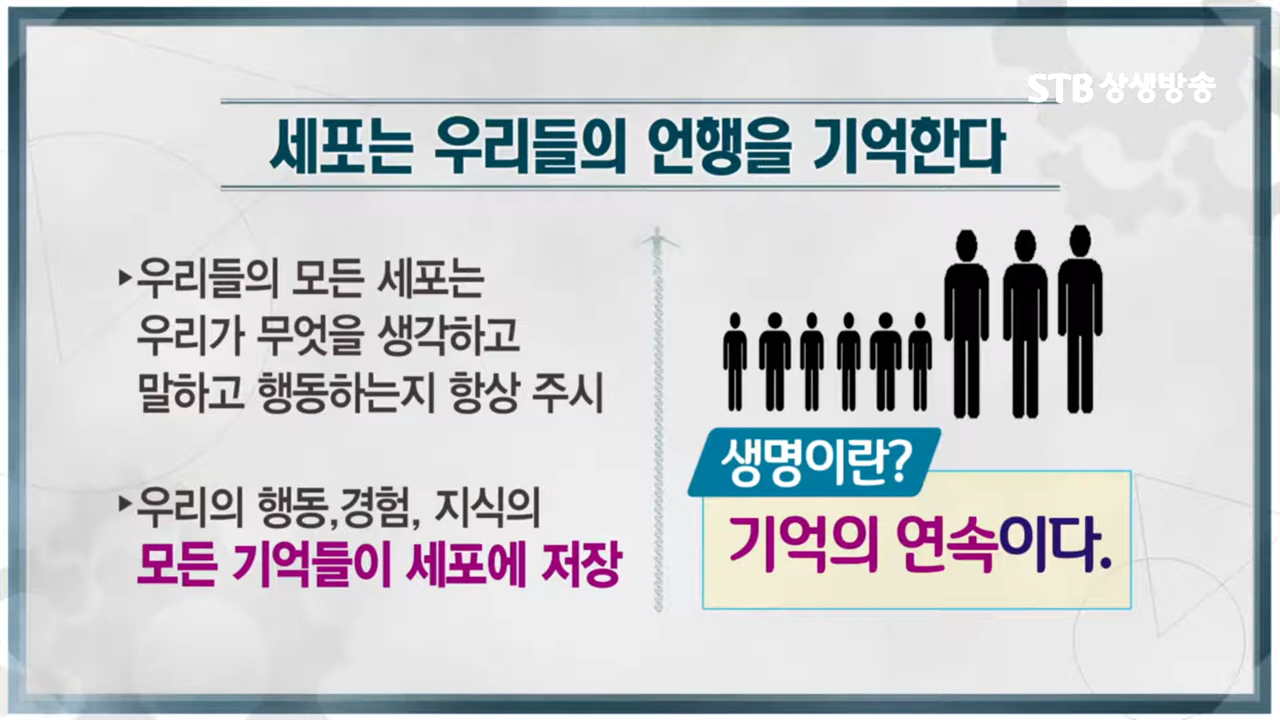 STB상생방송
세포는 우리들의 언행을 기억한다
▸우리들의 모든 세포는
우리가 무엇을 생각하고
말하고 행동하는지 항상 주시
▸우리의 행동,경험, 지식의
모든 기억들이 세포에 저장
생명이란?
기억의 연속이다.